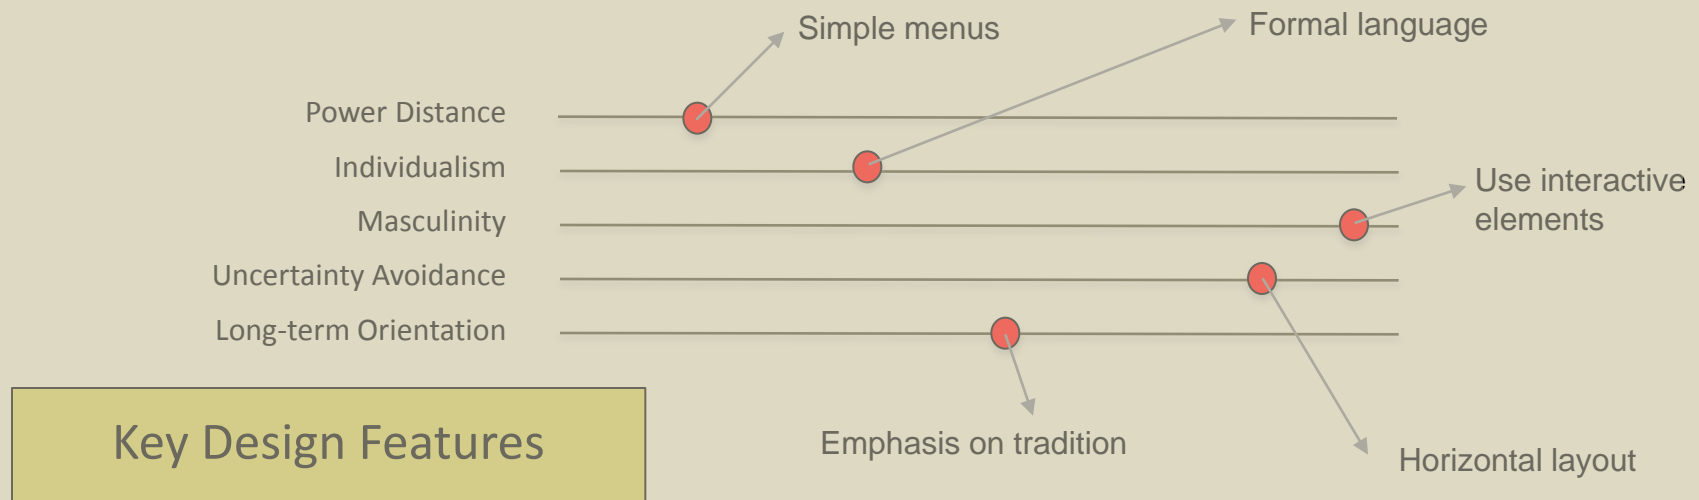 Simple menus
Formal language
Power Distance
Individualism
Use interactive
elements
Masculinity
Uncertainty Avoidance
Long-term Orientation
Key Design Features
Emphasis on tradition
Horizontal layout